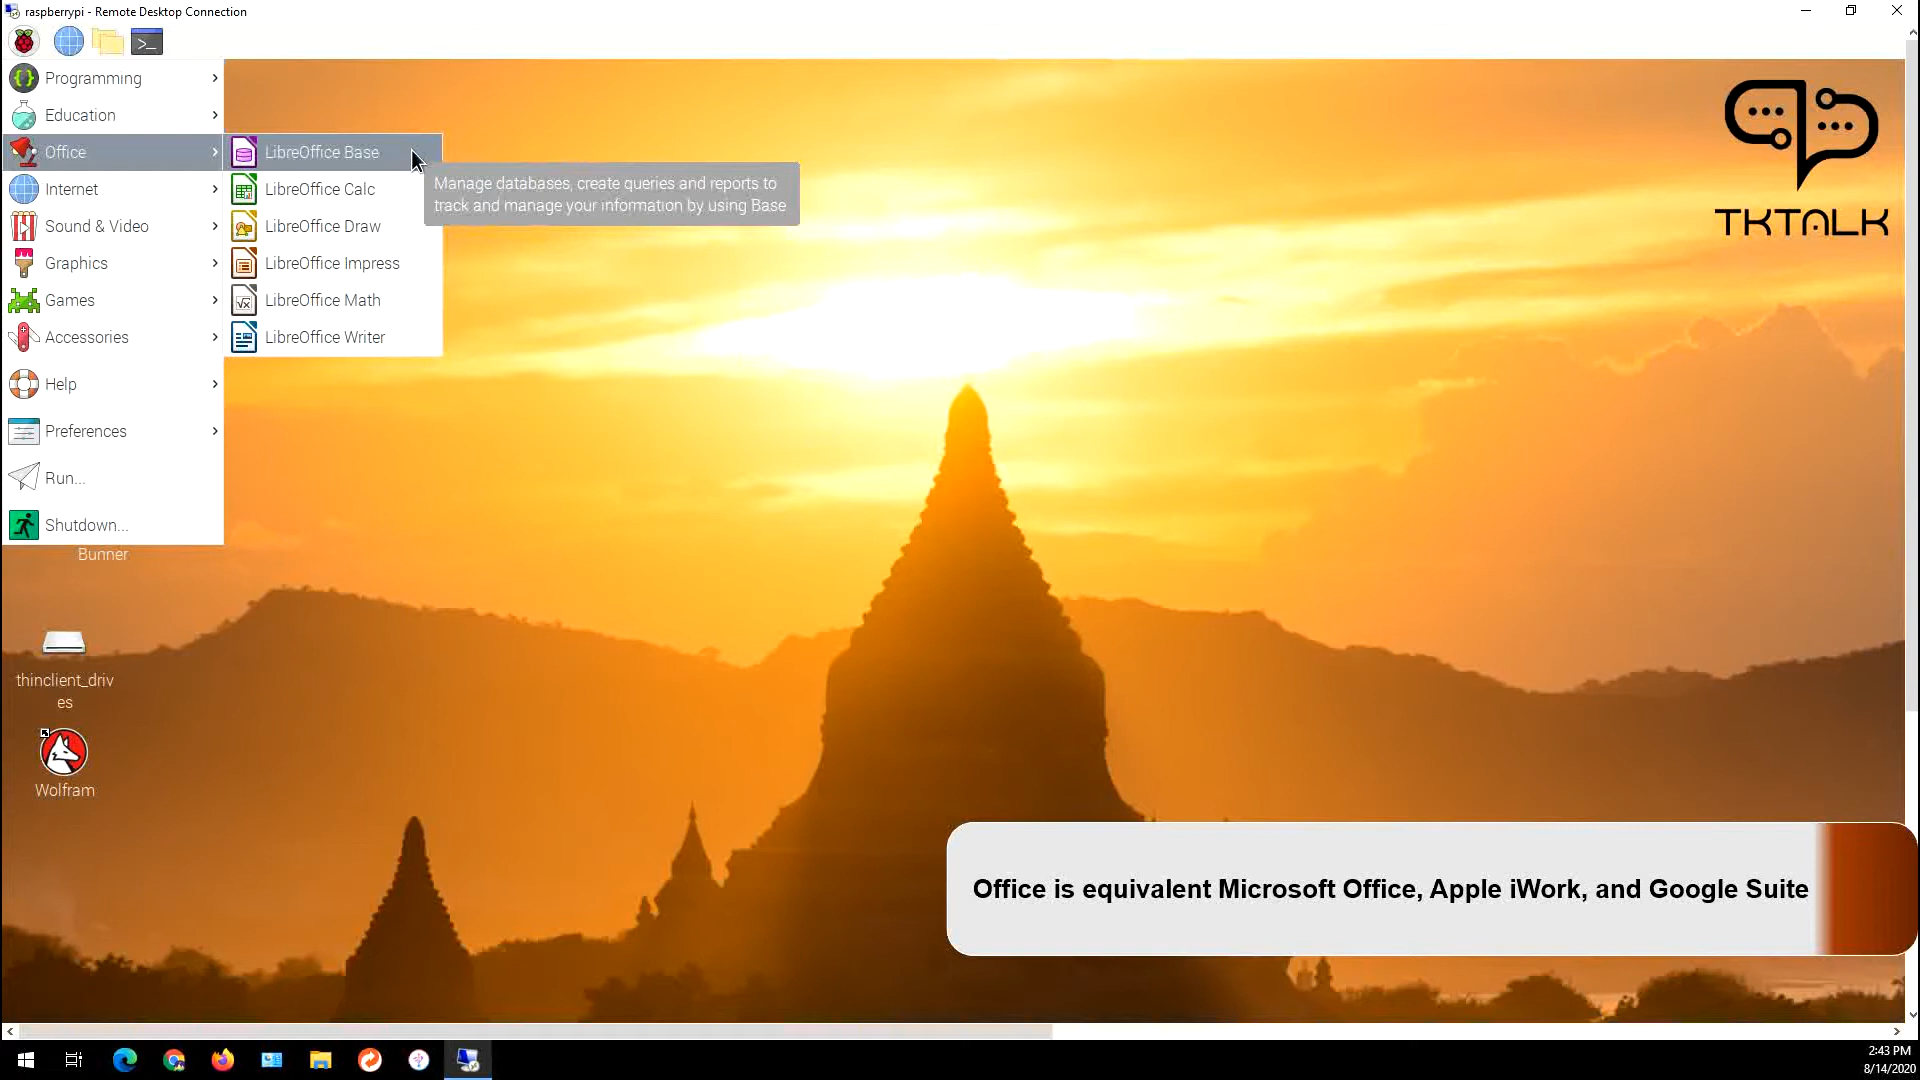 raspberrypi - Remote Desktop Connection
Programming
Education
Office
Internet
Sound & Video
Graphics
Games
Accessories
Help
Preferences
Run...
Shutdown...
LibreOffice Base
LibreOffice Calc
LibreOffice Draw
LibreOffice Impress
LibreOffice Math
LibreOffice Writer
Manage databases, create queries and reports to
track and manage your information by using Base
TKTALK
Bunner
thinclient_driv
es
Wolfram
Office is equivalent Microsoft Office, Apple iWork, and Google Suite
2:43 PM
8/14/2020